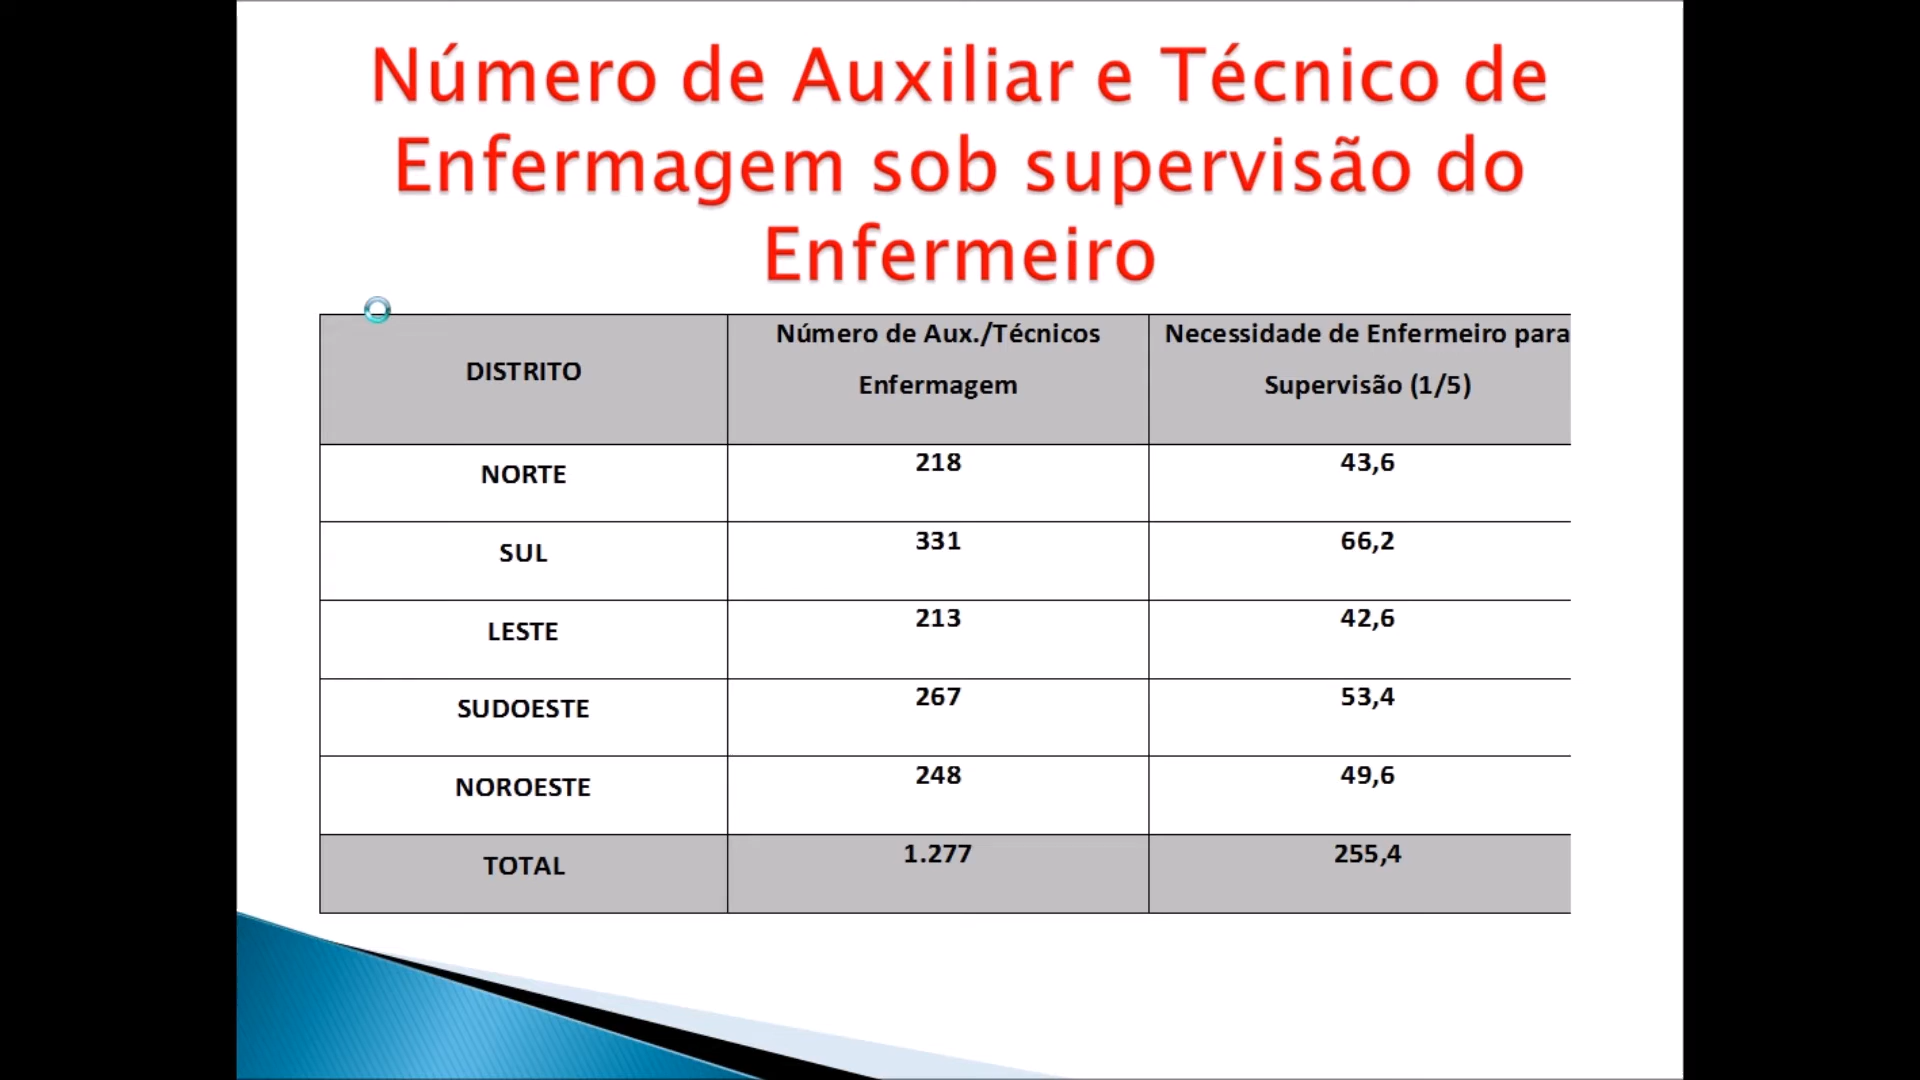 Número de Auxiliar e Técnico de
Enfermagem sob supervisão do
Enfermeiro
DISTRITO
Número de Aux./Técnicos
Enfermagem
Necessidade de Enfermeiro para
Supervisão (1/5)
NORTE
218
43,6
SUL
331
66,2
LESTE
213
42,6
SUDOESTE
267
53,4
NOROESTE
248
49,6
TOTAL
1.277
255,4